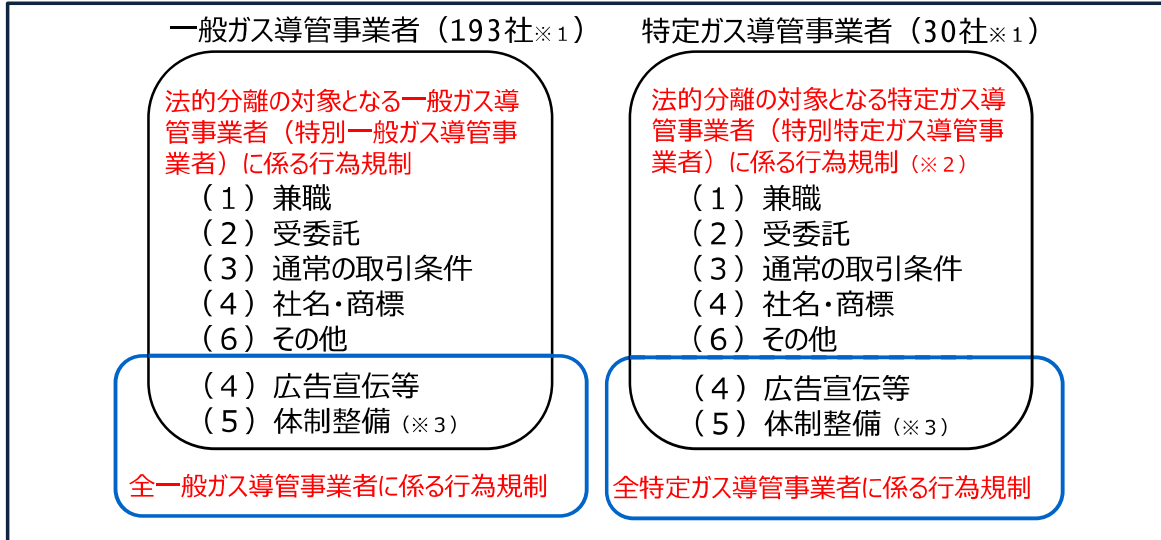 一般ガス導管事業者（193社※1）
法的分離の対象となる一般ガス導
管事業者（特別一般ガス導管事
業者）に係る行為規制
（1）兼職
（2）受委託
（3）通常の取引条件
（4）社名・商標
（6）その他
（4）広告宣伝等
（5）体制整備（※3）
全一般ガス導管事業者に係る行為規制
特定ガス導管事業者（30社※1）
法的分離の対象となる特定ガス導
管事業者（特別特定ガス導管事
業者）に係る行為規制（※2）
（1）兼職
（2）受委託
（3）通常の取引条件
（4）社名・商標
（6）その他
（4）広告宣伝等
（5）体制整備（※3）
全特定ガス導管事業者に係る行為規制